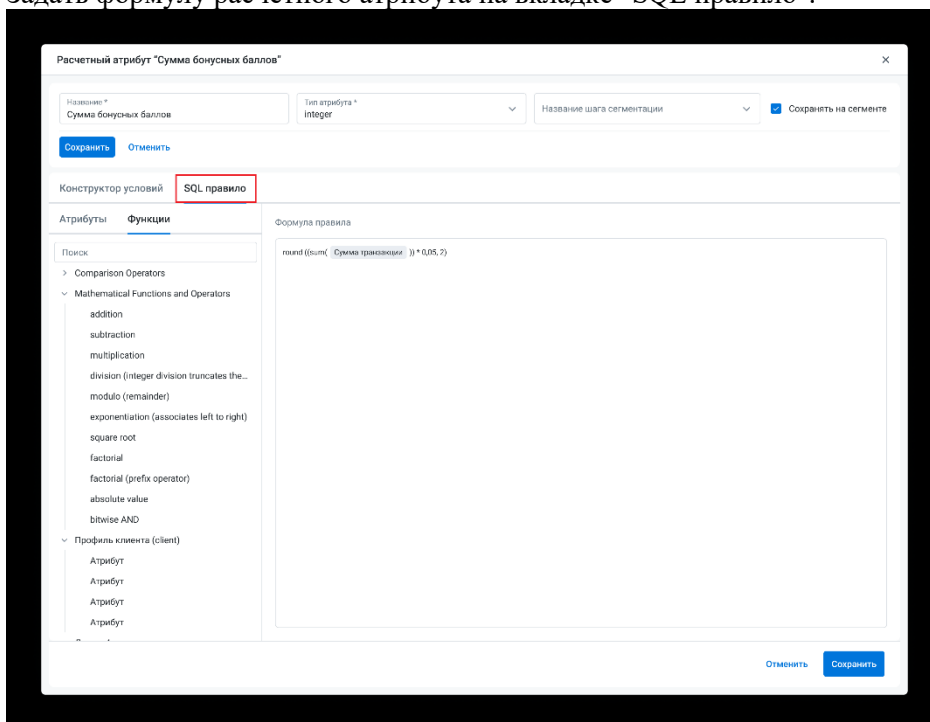 Задать формулу расчетного атрибута на вкладке "SQL правило".
Расчетный атрибут "Сумма бонусных баллов"
Название *
Сумма бонусных баллов
Тип атрибута *
integer
Название шага сегментации
Сохранять на сегменте
Сохранить Отменить
Конструктор условий SQL правило
Атрибуты Функции
Формула правила
Поиск
round ((sum( Сумма транзакции )) * 0,05, 2)
Comparison Operators
Mathematical Functions and Operators
addition
subtraction
multiplication
division (integer division truncates the...
modulo (remainder)
exponentiation (associates left to right)
square root
factorial
factorial (prefix operator)
absolute value
bitwise AND
Профиль клиента (client)
Атрибут
Атрибут
Атрибут
Атрибут
Отменить Сохранить